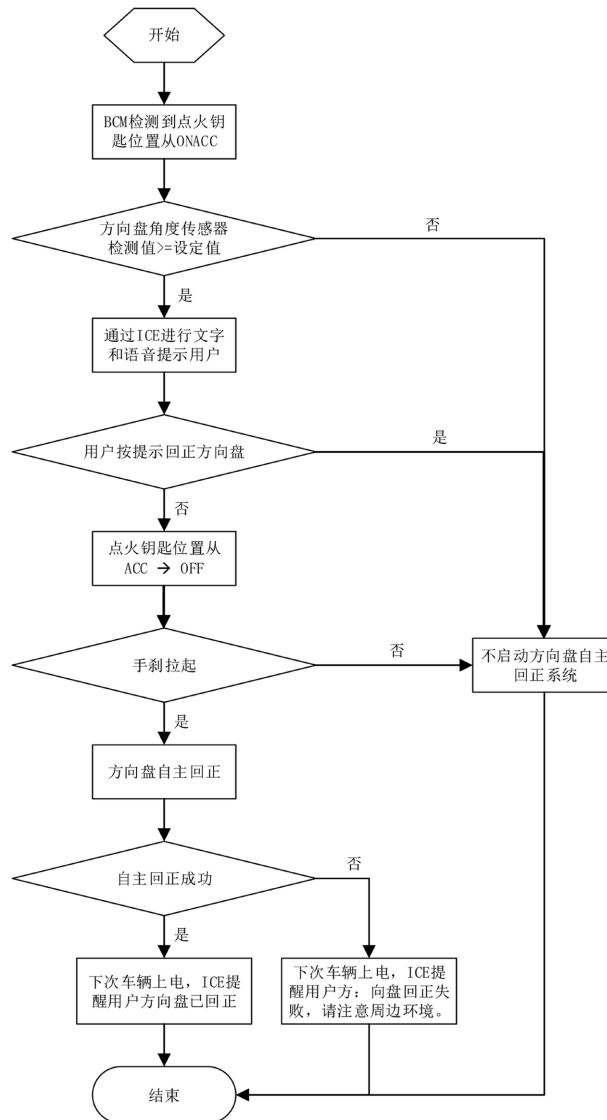 开始
BCM检测到点火钥
匙位置从ONACC
方向盘角度传感器
检测值>=设定值
否
是
通过ICE进行文字
和语音提示用户
用户按提示回正方向盘
是
否
点火钥匙位置从
ACC → OFF
手刹拉起
否
不启动方向盘自主
回正系统
是
方向盘自主回正
自主回正成功
否
是
下次车辆上电，ICE提
醒用户方向盘已回正
下次车辆上电，ICE提
醒用户方：向盘回正失
败，请注意周边环境。
结束